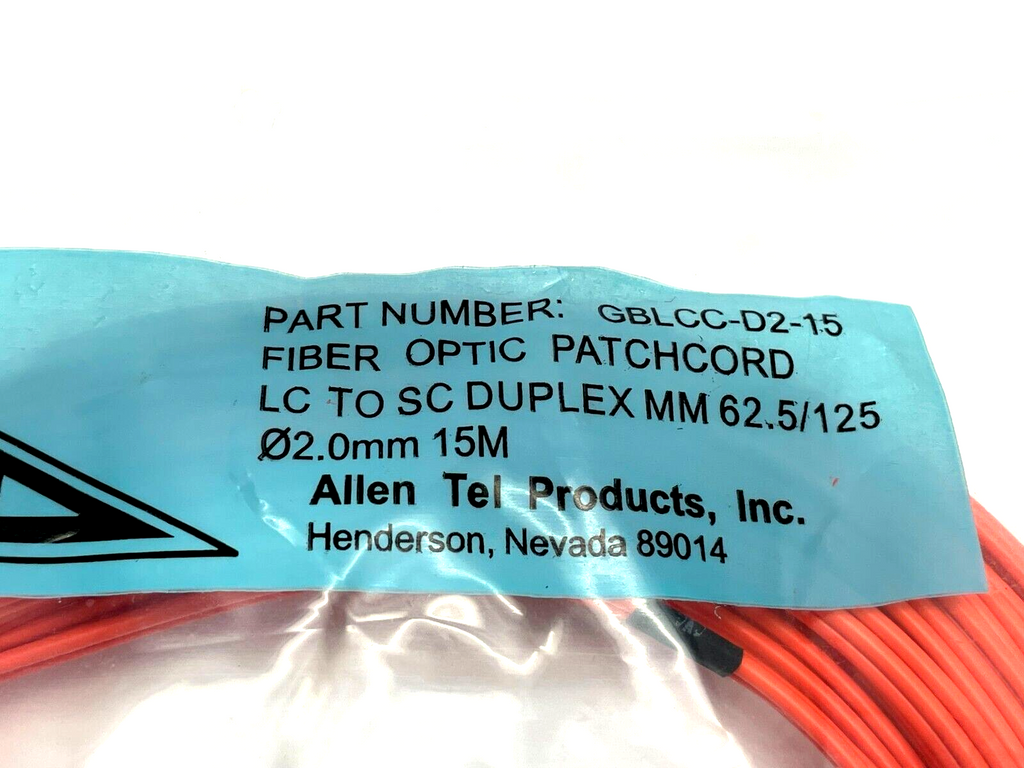 PART NUMBER: GBLCC-D2-15
FIBER OPTIC PATCHCORD
LC TO SC DUPLEX MM 62.5/125
Ø2.0mm 15M
Allen Tel Products, Inc.
Henderson, Nevada 89014